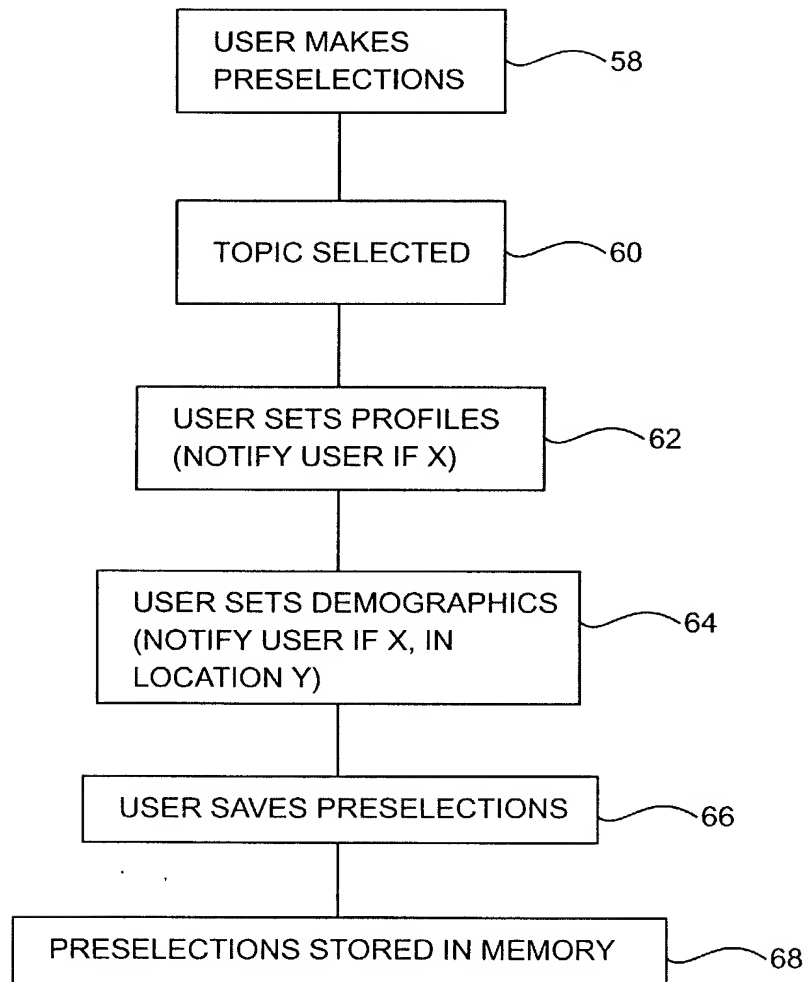 USER MAKES
PRESELECTIONS
58
TOPIC SELECTED
60
USER SETS PROFILES
(NOTIFY USER IF X)
62
USER SETS DEMOGRAPHICS
(NOTIFY USER IF X, IN
LOCATION Y)
64
USER SAVES PRESELECTIONS
66
PRESELECTIONS STORED IN MEMORY
68